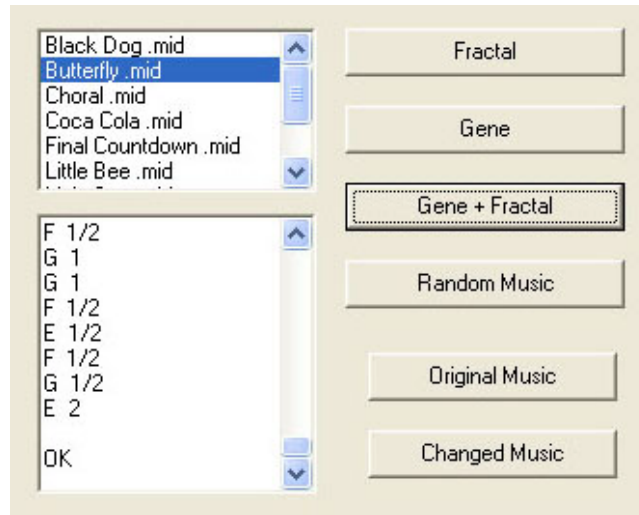 Black Dog .mid
Butterfly .mid
Choral .mid
Coca Cola .mid
Final Countdown .mid
Little Bee .mid
F 1/2
G 1
G 1
F 1/2
E 1/2
F 1/2
G 1/2
E 2
OK
Fractal
Gene
Gene + Fractal
Random Music
Original Music
Changed Music